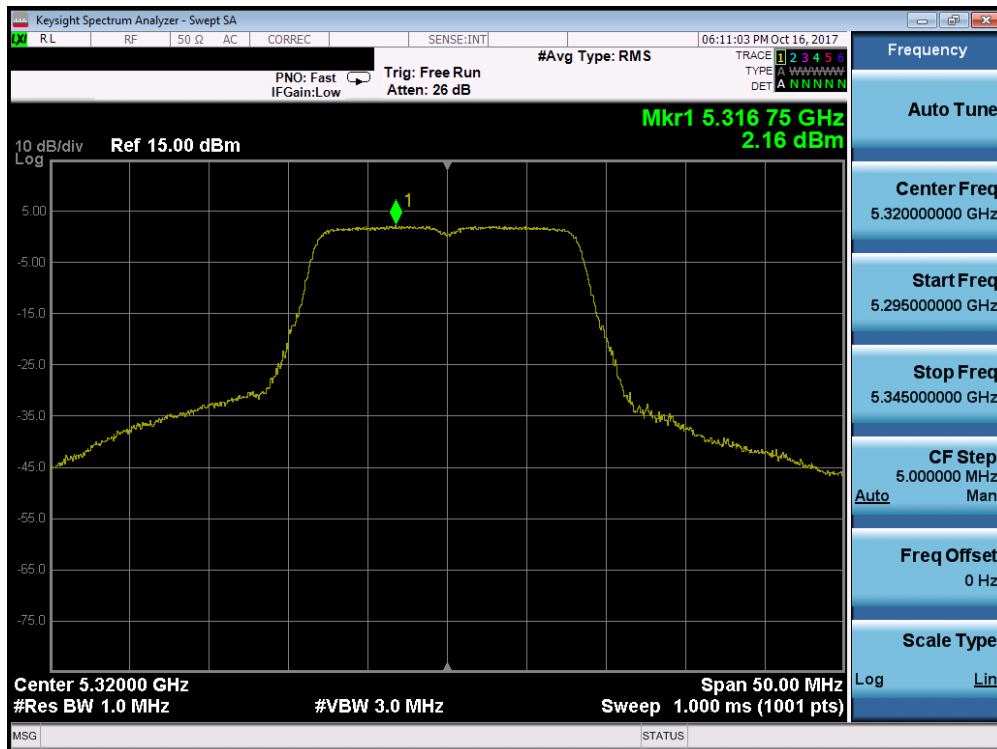 Keysight Spectrum Analyzer - Swept SA
LXI RL RF 50 Ω AC CORREC SENSE:INT 06:11:03 PM Oct 16, 2017
#Avg Type: RMS
TRACE 1 2 3 4 5 6
PNO: Fast Trig: Free Run
TYPE A WWWWW
IFGain:Low Atten: 26 dB
DET A N N N N N
Mkr1 5.316 75 GHz
2.16 dBm
10 dB/div Ref 15.00 dBm
Log
1
5.00
-5.00
-15.0
-25.0
-35.0
-45.0
-55.0
-65.0
-75.0
Center 5.32000 GHz Span 50.00 MHz
#Res BW 1.0 MHz #VBW 3.0 MHz Sweep 1.000 ms (1001 pts)
MSG STATUS
Frequency
Auto Tune
Center Freq
5.320000000 GHz
Start Freq
5.295000000 GHz
Stop Freq
5.345000000 GHz
CF Step
5.000000 MHz
Auto Man
Freq Offset
0 Hz
Scale Type
Log Lin